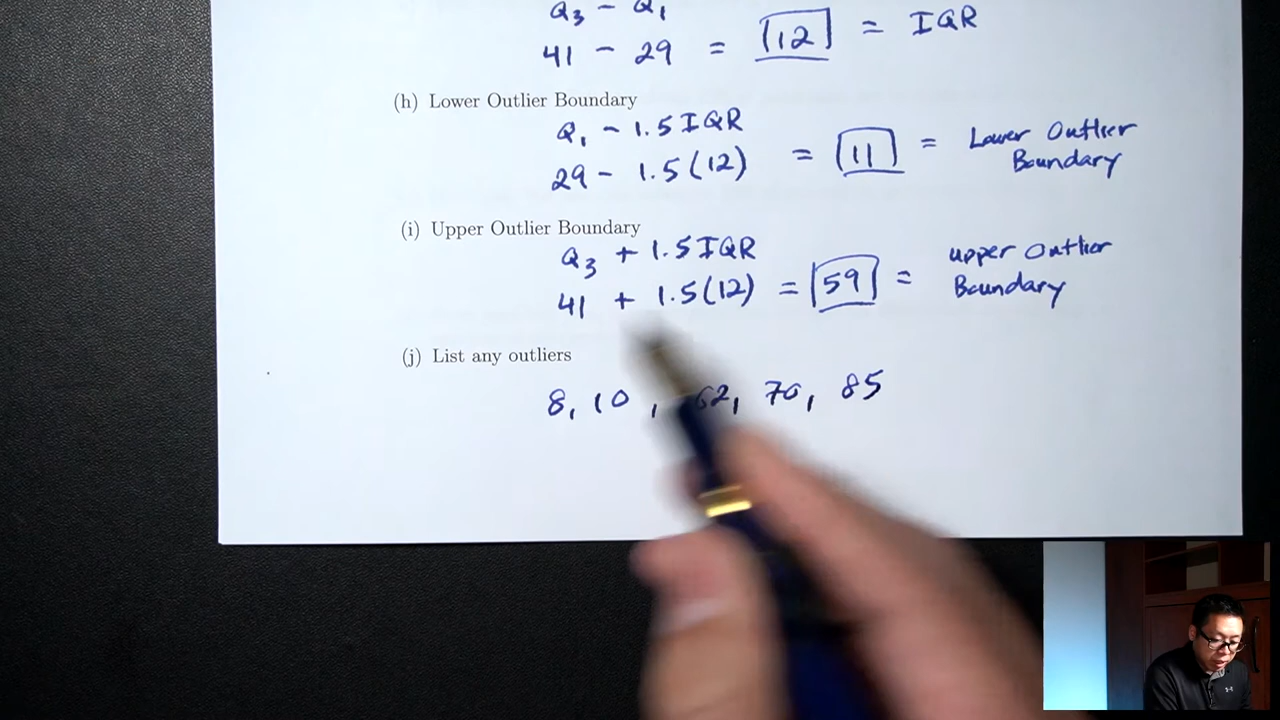 Q3 - Q1
41 - 29 = 12 = IQR
(h) Lower Outlier Boundary
Q1 - 1.5 IQR
29 - 1.5(12) = 11 = Lower Outlier Boundary
(i) Upper Outlier Boundary
Q3 + 1.5 IQR
41 + 1.5(12) = 59 = upper Outlier Boundary
(j) List any outliers
8, 10, 62, 70, 85